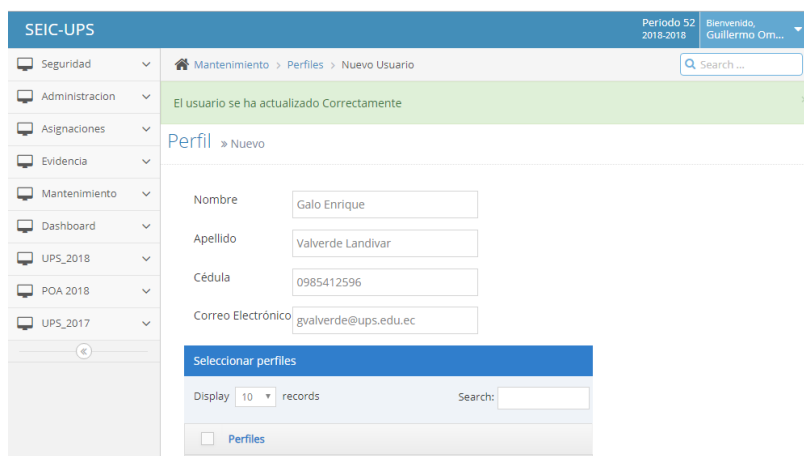 SEIC-UPS
Periodo 52
2018-2018
Bienvenido,
Guillermo Om...
Seguridad
Administracion
Asignaciones
Evidencia
Mantenimiento
Dashboard
UPS_2018
POA 2018
UPS_2017
Mantenimiento > Perfiles > Nuevo Usuario
Search ...
El usuario se ha actualizado Correctamente
Perfil » Nuevo
Nombre Galo Enrique
Apellido Valverde Landivar
Cédula 0985412596
Correo Electrónico gvalverde@ups.edu.ec
Seleccionar perfiles
Display 10 records Search:
Perfiles